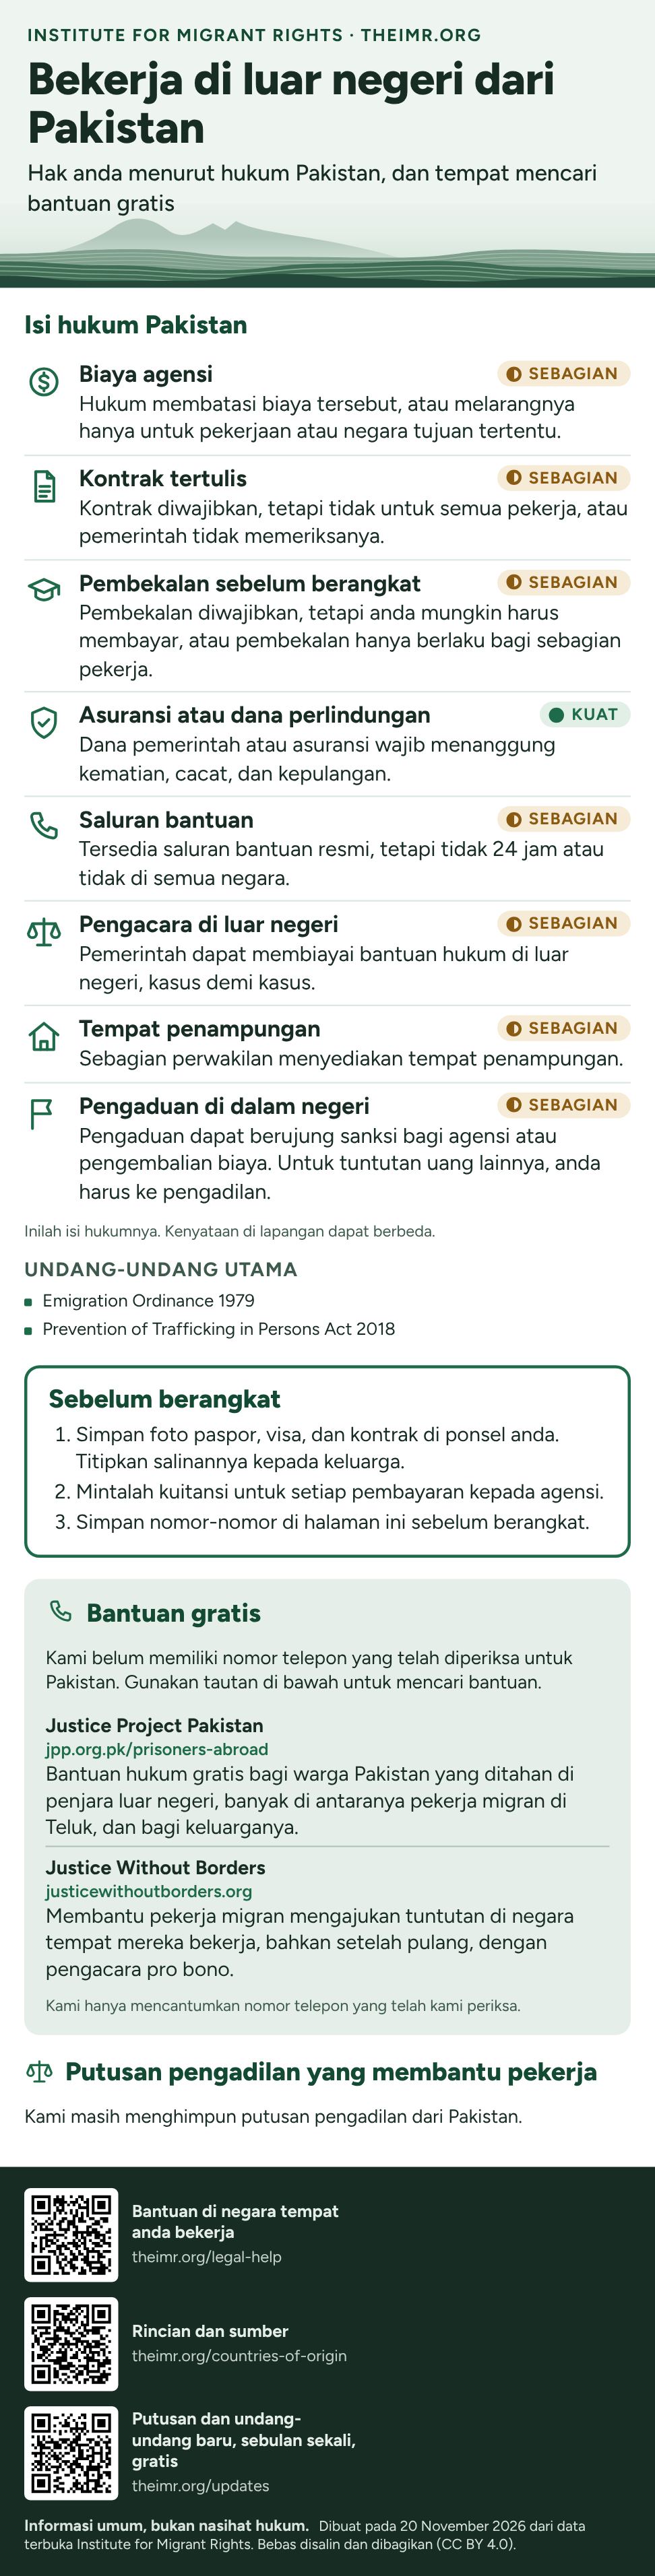 INSTITUTE FOR MIGRANT RIGHTS · THEIMR.ORG
Bekerja di luar negeri dari
Pakistan
Hak anda menurut hukum Pakistan, dan tempat mencari
bantuan gratis
Isi hukum Pakistan
Biaya agensi
SEBAGIAN
Hukum membatasi biaya tersebut, atau melarangnya
hanya untuk pekerjaan atau negara tujuan tertentu.
Kontrak tertulis
SEBAGIAN
Kontrak diwajibkan, tetapi tidak untuk semua pekerja, atau
pemerintah tidak memeriksanya.
Pembekalan sebelum berangkat
SEBAGIAN
Pembekalan diwajibkan, tetapi anda mungkin harus
membayar, atau pembekalan hanya berlaku bagi sebagian
pekerja.
Asuransi atau dana perlindungan
KUAT
Dana pemerintah atau asuransi wajib menanggung
kematian, cacat, dan kepulangan.
Saluran bantuan
SEBAGIAN
Tersedia saluran bantuan resmi, tetapi tidak 24 jam atau
tidak di semua negara.
Pengacara di luar negeri
SEBAGIAN
Pemerintah dapat membiayai bantuan hukum di luar
negeri, kasus demi kasus.
Tempat penampungan
SEBAGIAN
Sebagian perwakilan menyediakan tempat penampungan.
Pengaduan di dalam negeri
SEBAGIAN
Pengaduan dapat berujung sanksi bagi agensi atau
pengembalian biaya. Untuk tuntutan uang lainnya, anda
harus ke pengadilan.
Inilah isi hukumnya. Kenyataan di lapangan dapat berbeda.
UNDANG-UNDANG UTAMA
Emigration Ordinance 1979
Prevention of Trafficking in Persons Act 2018
Sebelum berangkat
1. Simpan foto paspor, visa, dan kontrak di ponsel anda.
Titipkan salinannya kepada keluarga.
2. Mintalah kuitansi untuk setiap pembayaran kepada agensi.
3. Simpan nomor-nomor di halaman ini sebelum berangkat.
Bantuan gratis
Kami belum memiliki nomor telepon yang telah diperiksa untuk
Pakistan. Gunakan tautan di bawah untuk mencari bantuan.
Justice Project Pakistan
jpp.org.pk/prisoners-abroad
Bantuan hukum gratis bagi warga Pakistan yang ditahan di
penjara luar negeri, banyak di antaranya pekerja migran di
Teluk, dan bagi keluarganya.
Justice Without Borders
justicewithoutborders.org
Membantu pekerja migran mengajukan tuntutan di negara
tempat mereka bekerja, bahkan setelah pulang, dengan
pengacara pro bono.
Kami hanya mencantumkan nomor telepon yang telah kami periksa.
Putusan pengadilan yang membantu pekerja
Kami masih menghimpun putusan pengadilan dari Pakistan.
Bantuan di negara tempat
anda bekerja
theimr.org/legal-help
Rincian dan sumber
theimr.org/countries-of-origin
Putusan dan undang-
undang baru, sebulan sekali,
gratis
theimr.org/updates
Informasi umum, bukan nasihat hukum. Dibuat pada 20 November 2026 dari data
terbuka Institute for Migrant Rights. Bebas disalin dan dibagikan (CC BY 4.0).